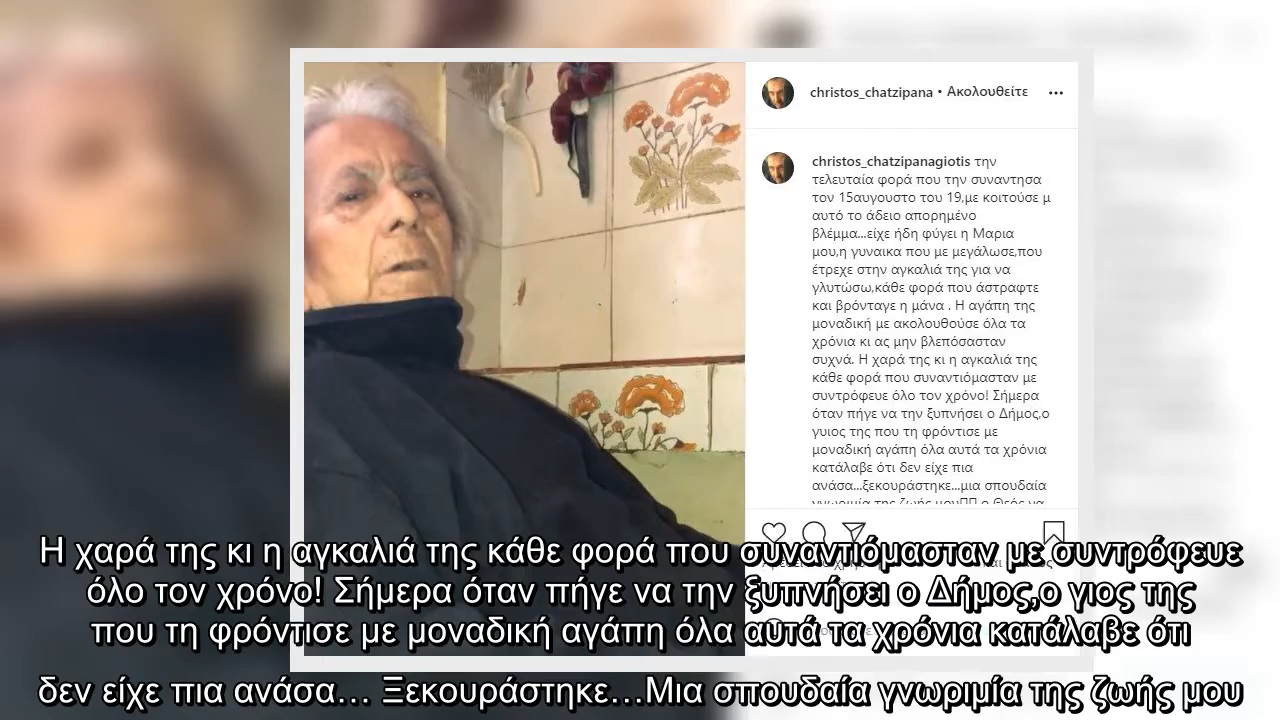 christos_chatzipana • Ακολουθείτε
christos_chatzipanagiotis την
τελευταία φορά που την συναντησα
τον 15αυγουστο του 19,με κοιτούσε μ
αυτό το άδειο απορημένο
βλέμμα...είχε ήδη φύγει η Μαρια
μου,η γυναικα που με μεγάλωσε,που
έτρεχε στην αγκαλιά της για να
γλυτώσω,κάθε φορά που άστραφτε
και βρόνταγε η μάνα . Η αγάπη της
μοναδική με ακολουθούσε όλα τα
χρόνια κι ας μην βλεπόσασταν
συχνά. Η χαρά της κι η αγκαλιά της
κάθε φορά που συναντιόμασταν με
συντρόφευε όλο τον χρόνο! Σήμερα
όταν πήγε να την ξυπνήσει ο Δήμος,ο
γυιος της που τη φρόντισε με
μοναδική αγάπη όλα αυτά τα χρόνια
κατάλαβε ότι δεν είχε πια
ανάσα...ξεκουράστηκε...μια σπουδαία
γνωριμία της ζωής μου ο Θεός να
Η χαρά της κι η αγκαλιά της κάθε φορά που συναντιόμασταν με συντρόφευε
όλο τον χρόνο! Σήμερα όταν πήγε να την ξυπνήσει ο Δήμος,ο γιος της
που τη φρόντισε με μοναδική αγάπη όλα αυτά τα χρόνια κατάλαβε ότι
δεν είχε πια ανάσα… Ξεκουράστηκε…Μια σπουδαία γνωριμία της ζωής μου